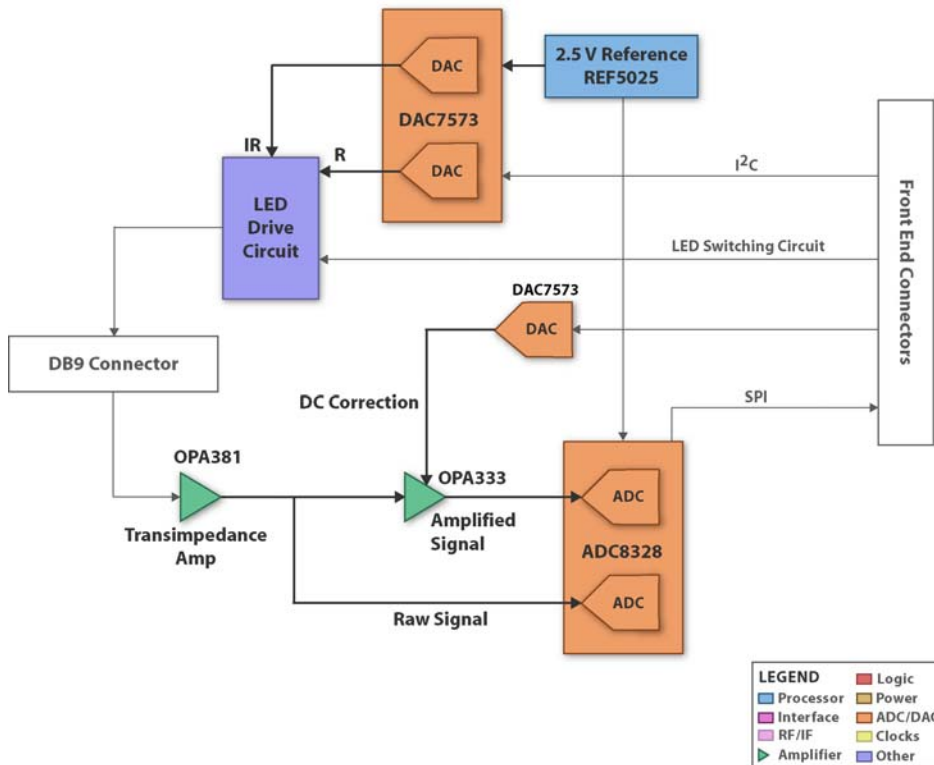 DAC
2.5 V Reference
REF5025
DAC7573
IR
R
DAC
I²C
LED
Drive
Circuit
LED Switching Circuit
Front End Connectors
DAC7573
DAC
DB9 Connector
DC Correction
SPI
OPA381
OPA333
ADC
Transimpedance
Amp
Amplified
Signal
ADC8328
ADC
Raw Signal
LEGEND
Logic
Processor
Power
Interface
ADC/DAC
RF/IF
Clocks
Amplifier
Other